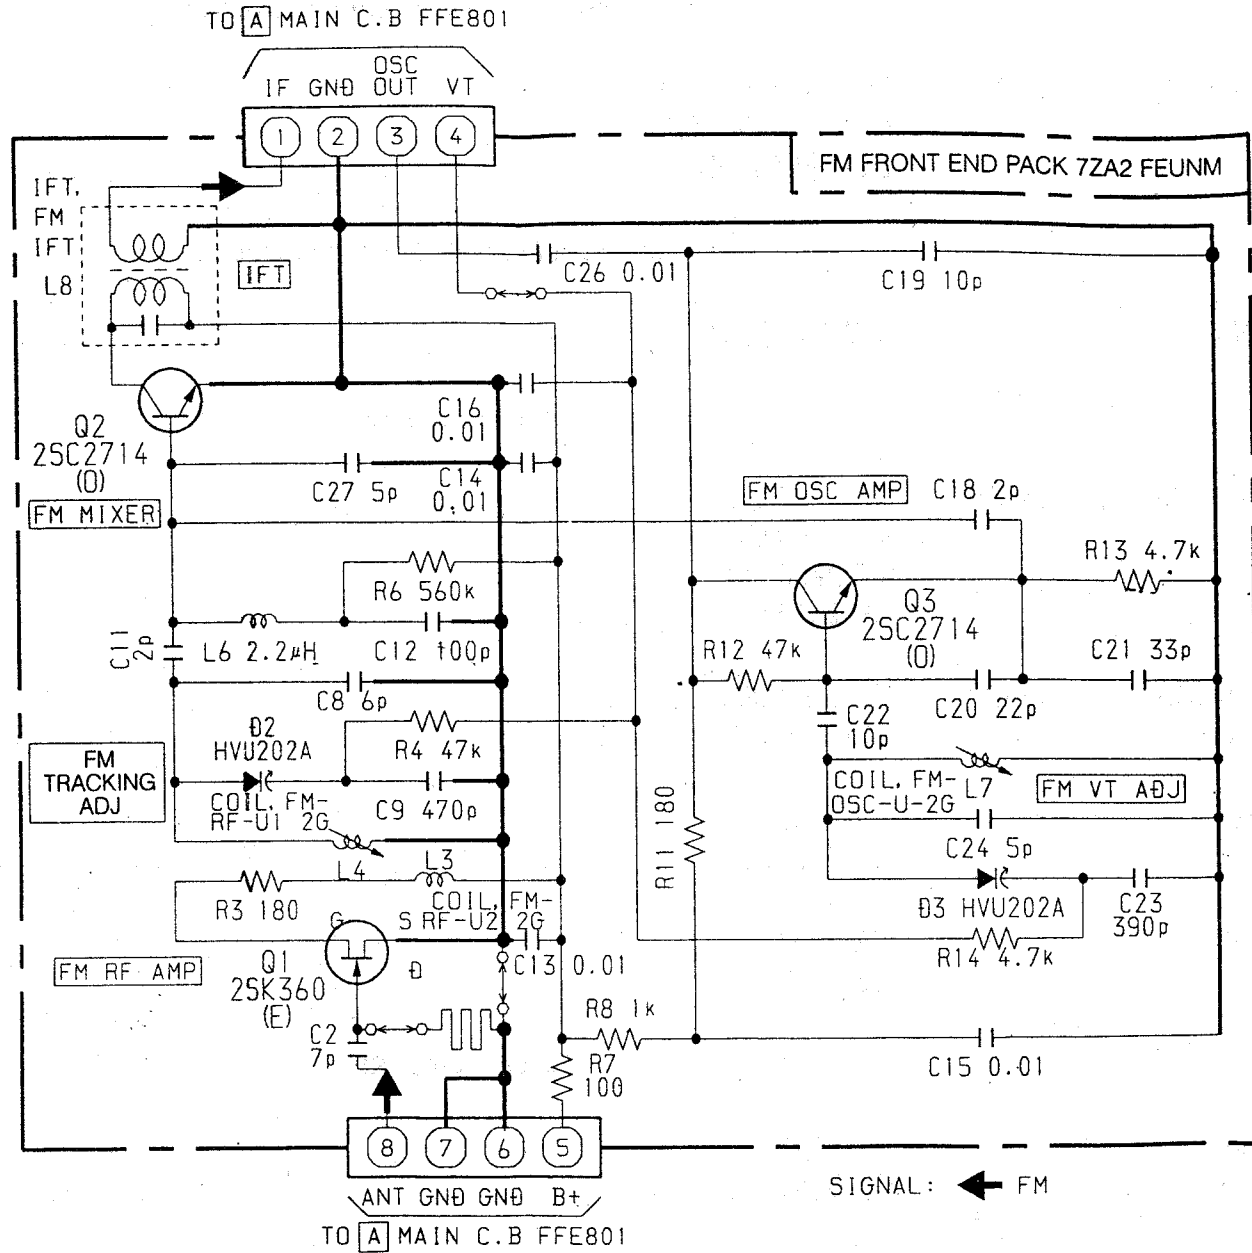 TO A MAIN C.B FFE801
IF GND OSC OUT VT
1 2 3 4
FM FRONT END PACK 7ZA2 FEUNM
IFT,
FM
IFT
L8
IFT
C26 0.01
C19 10p
Q2
2SC2714
(O)
FM MIXER
C16
0.01
C27 5p
C14
0.01
FM OSC AMP
C18 2p
R13 4.7k
R6 560k
Q3
2SC2714
(O)
C11
2p
L6 2.2μH
C12 100p
R12 47k
C21 33p
C8 6p
C20 22p
C22
10p
D2
HVU202A
R4 47k
FM
TRACKING
ADJ
COIL, FM-
RF-U1 2G
C9 470p
COIL, FM-
OSC-U-2G
L7
FM VT ADJ
R11 180
L4
L3
C24 5p
R3 180
COIL, FM-
RF-U2 2G
D3 HVU202A
C23
390p
G
S
D
Q1
2SK360
(E)
FM RF AMP
C13 0.01
R14 4.7k
C2
7p
R8 1k
R7
100
C15 0.01
8 7 6 5
ANT GND GND B+
SIGNAL: FM
TO A MAIN C.B FFE801